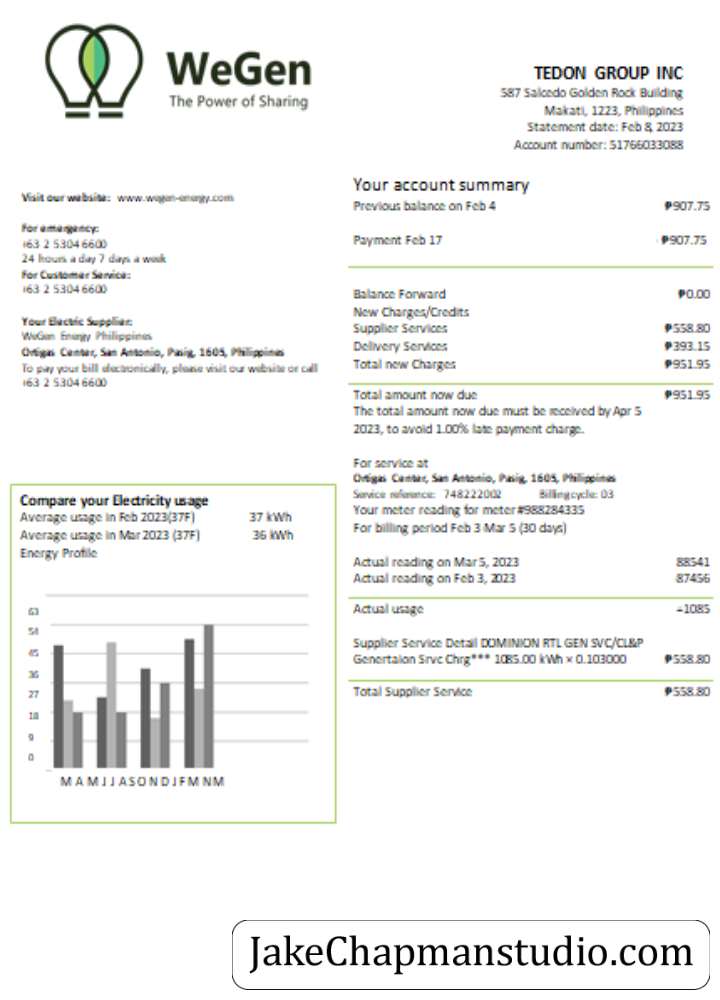 WeGen
The Power of Sharing
TEDON GROUP INC
587 Salcedo Golden Rock Building
Makati, 1223, Philippines
Statement date: Feb 8, 2023
Account number: 51766033088
Visit our website: www.wegen-energy.com
For emergency:
+63 2 5304 6600
24 hours a day 7 days a week
For Customer Service:
+63 2 5304 6600
Your Electric Supplier:
WeGen Energy Philippines
Ortigas Center, San Antonio, Pasig, 1605, Philippines
To pay your bill electronically, please visit our website or call
+63 2 5304 6600
Your account summary
Previous balance on Feb 4 ₱907.75
Payment Feb 17 -₱907.75
Balance Forward ₱0.00
New Charges/Credits
Supplier Services ₱558.80
Delivery Services ₱393.15
Total new Charges ₱951.95
Total amount now due ₱951.95
The total amount now due must be received by Apr 5
2023, to avoid 1.00% late payment charge.
For service at
Ortigas Center, San Antonio, Pasig, 1605, Philippines
Service reference: 748222002 Billing cycle: 03
Your meter reading for meter #988284335
For billing period Feb 3 Mar 5 (30 days)
Actual reading on Mar 5, 2023 88541
Actual reading on Feb 3, 2023 87456
Actual usage =1085
Supplier Service Detail DOMINION RTL GEN SVC/CL&P
Genertaion Srvc Chrg*** 1085.00 kWh × 0.103000 ₱558.80
Total Supplier Service ₱558.80
Compare your Electricity usage
Average usage in Feb 2023(37F) 37 kWh
Average usage in Mar 2023 (37F) 36 kWh
Energy Profile
63
54
45
36
27
18
9
0
M A M J J A S O N D J F M N M
JakeChapmanstudio.com